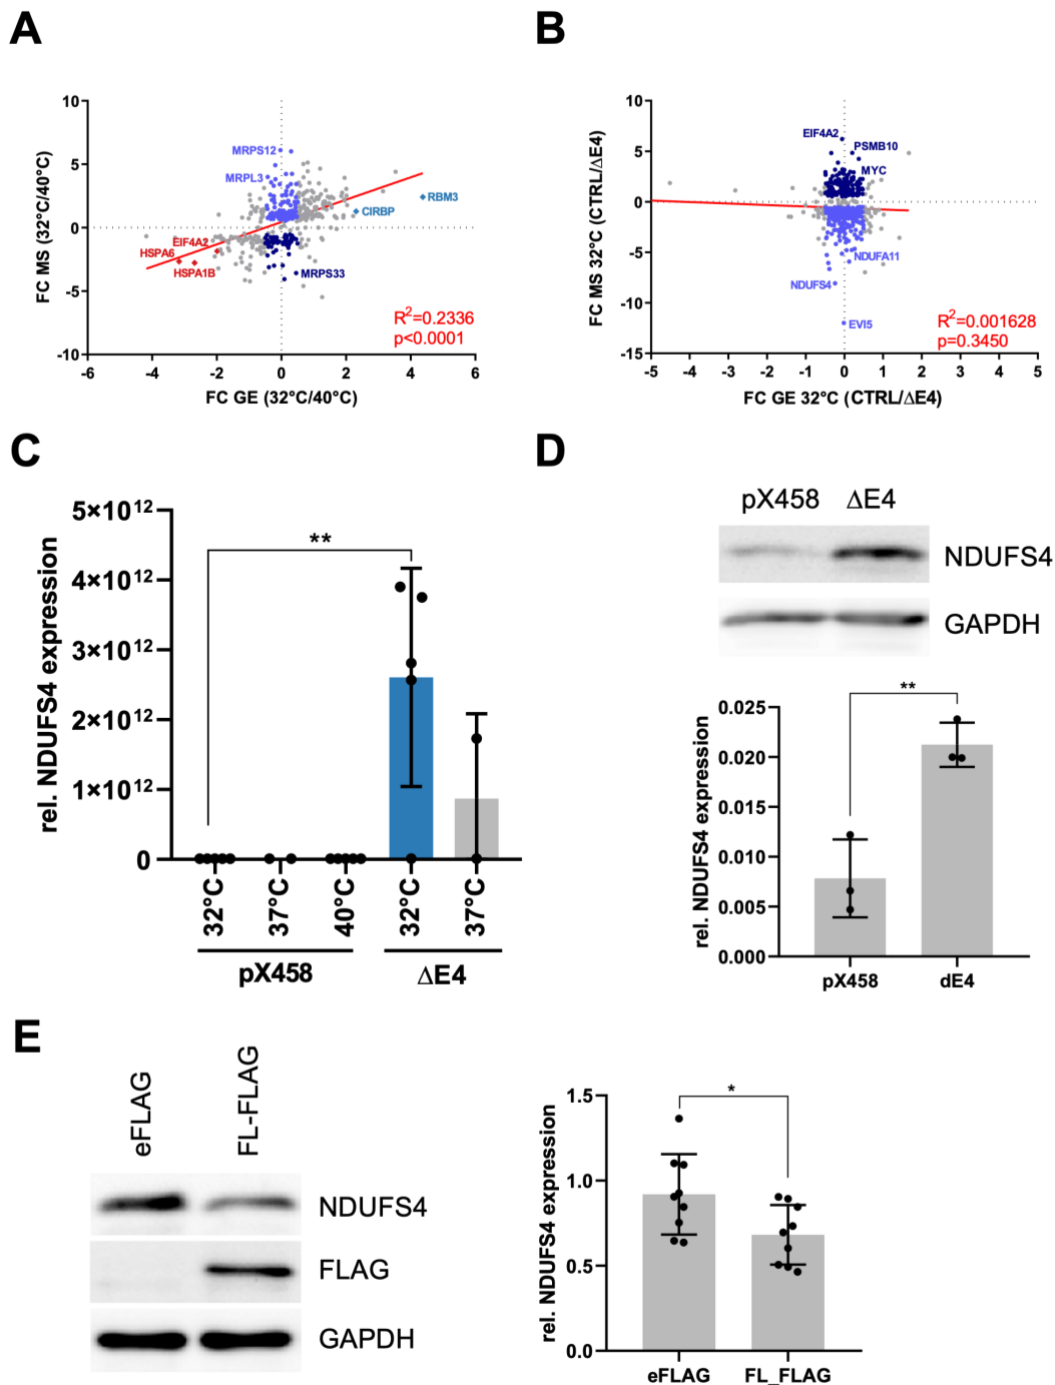 A
B
10
5
0
-5
-10
-6
-4
-2
0
2
4
6
FC MS (32°C/40°C)
FC GE (32°C/40°C)
MRPS12
MRPL3
RBM3
CIRBP
EIF4A2
HSPA6
HSPA1B
MRPS33
R²=0.2336
p<0.0001
10
5
0
-5
-10
-15
-5
-4
-3
-2
-1
0
1
2
3
4
5
FC MS 32°C (CTRL/ΔE4)
FC GE 32°C (CTRL/ΔE4)
EIF4A2
PSMB10
MYC
NDUFA11
NDUFS4
EVI5
R²=0.001628
p=0.3450
C
5×10¹²
4×10¹²
3×10¹²
2×10¹²
1×10¹²
0
rel. NDUFS4 expression
**
32°C
37°C
40°C
32°C
37°C
pX458
ΔE4
D
pX458 ΔE4
NDUFS4
GAPDH
**
0.025
0.020
0.015
0.010
0.005
0.000
rel. NDUFS4 expression
pX458
dE4
E
eFLAG
FL-FLAG
NDUFS4
FLAG
GAPDH
*
1.5
1.0
0.5
0.0
rel. NDUFS4 expression
eFLAG
FL_FLAG